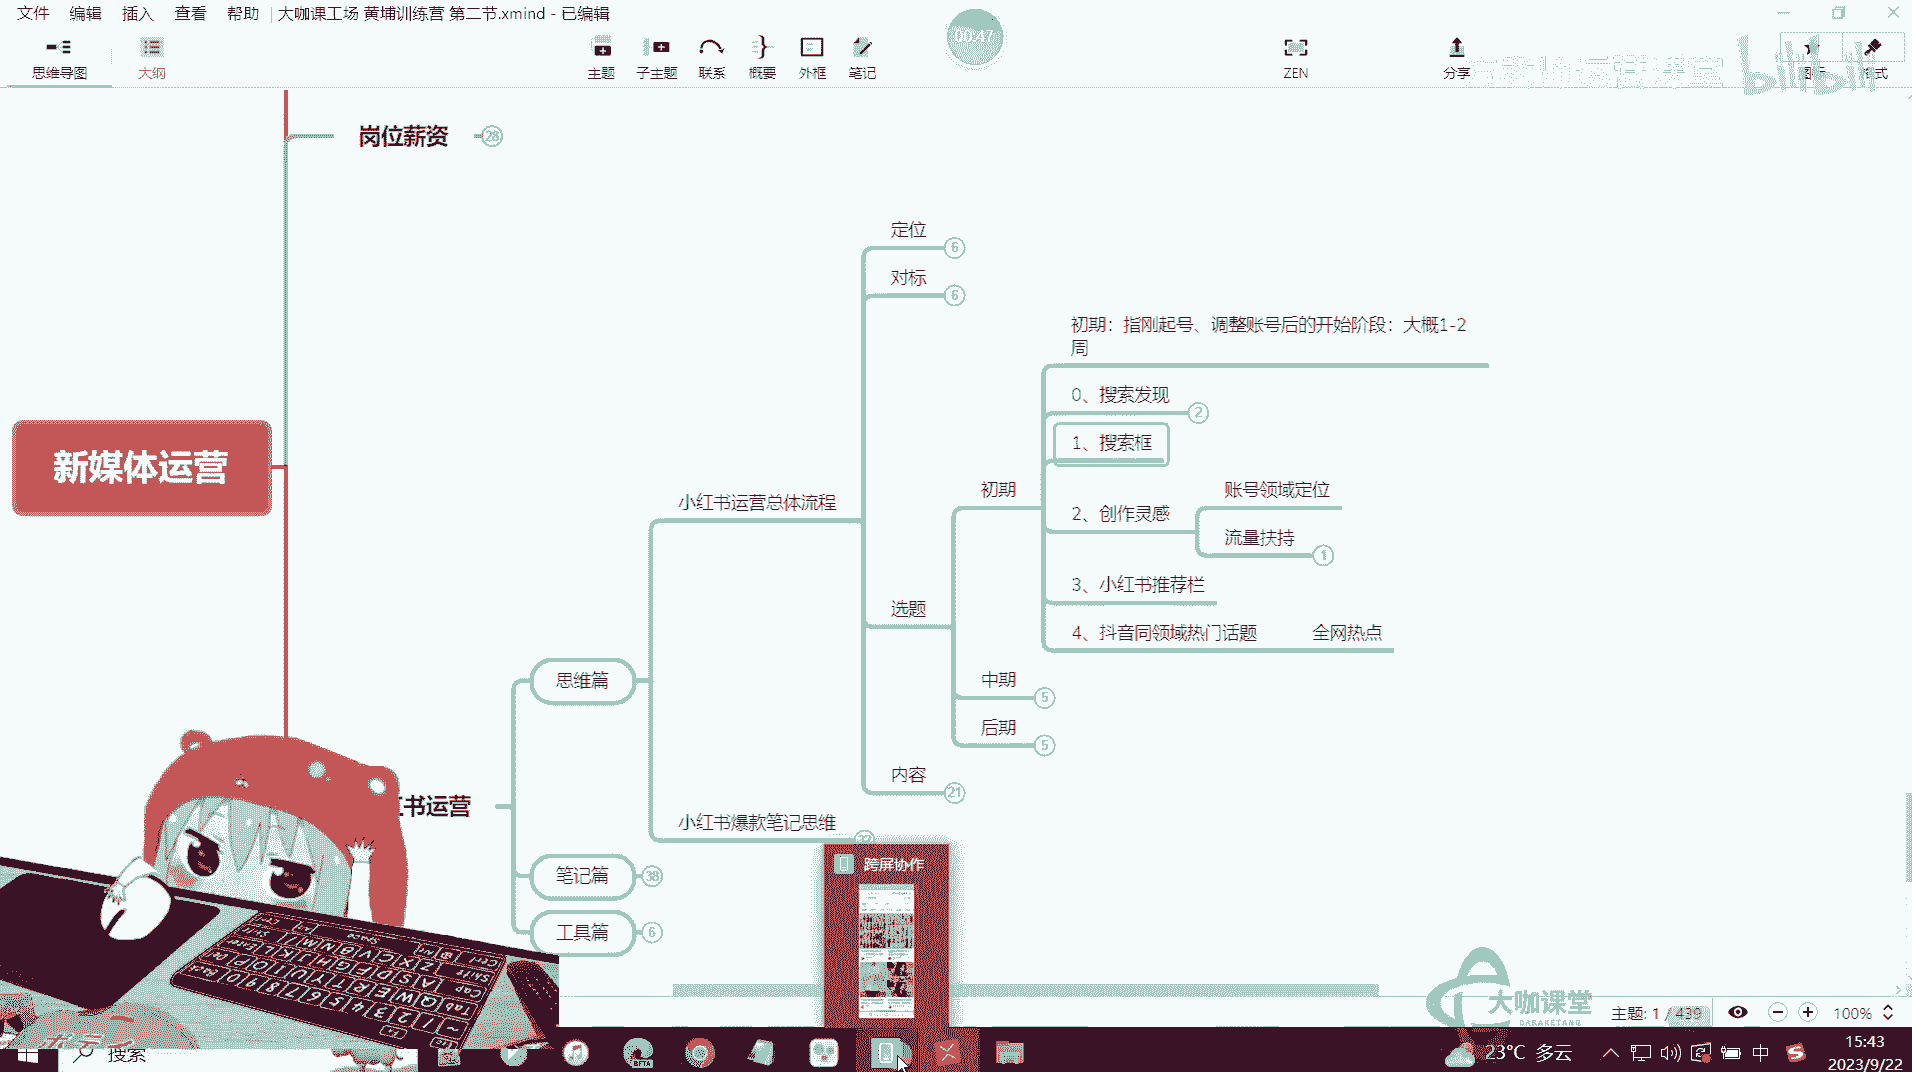 文件 编辑 插入 查看 帮助 大咖课工场 黄埔训练营 第二节.xmind - 已编辑
思维导图
大纲
主题
子主题
联系
概要
外框
笔记
00:47
ZEN
分享
bilibili
岗位薪资
28
定位
6
对标
6
初期：指刚起号、调整账号后的开始阶段：大概1-2
周
0、搜索发现
2
1、搜索框
账号领域定位
初期
小红书运营总体流程
2、创作灵感
流量扶持
1
3、小红书推荐栏
选题
4、抖音同领域热门话题
全网热点
新媒体运营
思维篇
中期
5
后期
5
内容
21
书运营
小红书爆款笔记思维
跨屏协作
笔记篇
38
工具篇
6
大咖课堂
DAKAKETANG
主题: 1 / 439
100%
搜索
BETA
23°C 多云
中
15:43
2023/9/22